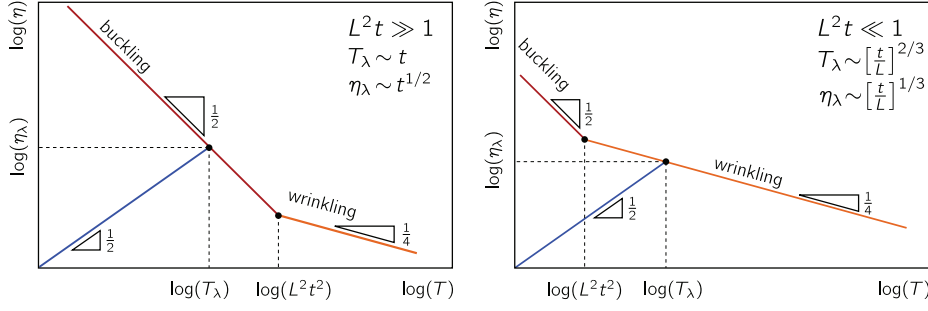 log(η)
log(η_λ)
buckling
1/2
L²t ≫ 1
T_λ ∼ t
η_λ ∼ t^{1/2}
1/2
wrinkling
1/4
log(T_λ)
log(L²t²)
log(T)
log(η)
log(η_λ)
buckling
1/2
L²t ≪ 1
T_λ ∼ [t/L]^{2/3}
η_λ ∼ [t/L]^{1/3}
1/2
wrinkling
1/4
log(L²t²)
log(T_λ)
log(T)